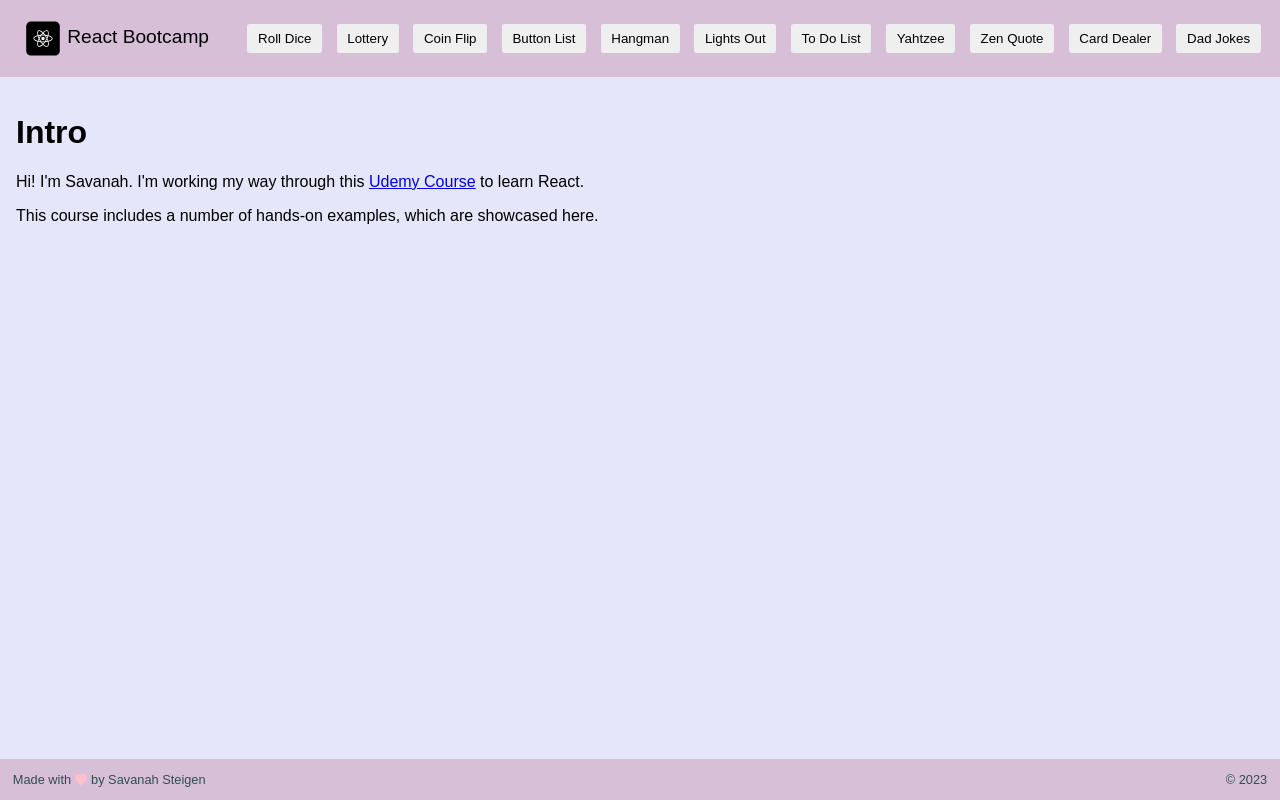 React Bootcamp Roll Dice Lottery Coin Flip Button List Hangman Lights Out To Do List Yahtzee Zen Quote Card Dealer Dad Jokes
Intro
Hi! I'm Savanah. I'm working my way through this Udemy Course to learn React.
This course includes a number of hands-on examples, which are showcased here.
Made with by Savanah Steigen © 2023